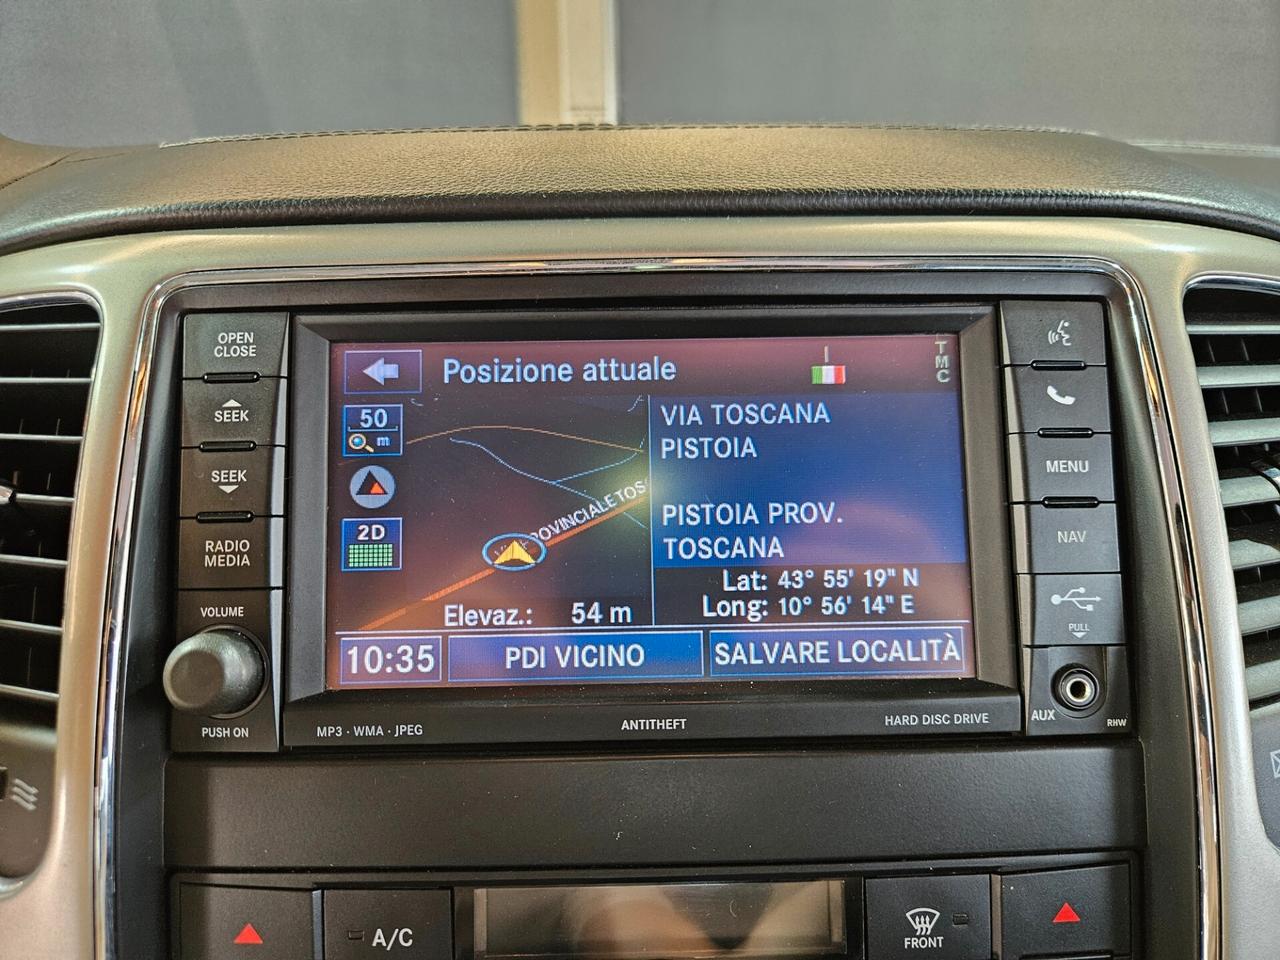 OPEN
CLOSE
SEEK
SEEK
RADIO
MEDIA
VOLUME
PUSH ON
Posizione attuale
TMC
50
m
2D
VIA TOSCANA
PISTOIA
PISTOIA PROV.
TOSCANA
Lat: 43° 55' 19" N
Long: 10° 56' 14" E
ROVINCIALE TOS
Elevaz.: 54 m
10:35
PDI VICINO
SALVARE LOCALITÀ
MENU
NAV
PULL
AUX
RHW
MP3 · WMA · JPEG
ANTITHEFT
HARD DISC DRIVE
A/C
FRONT